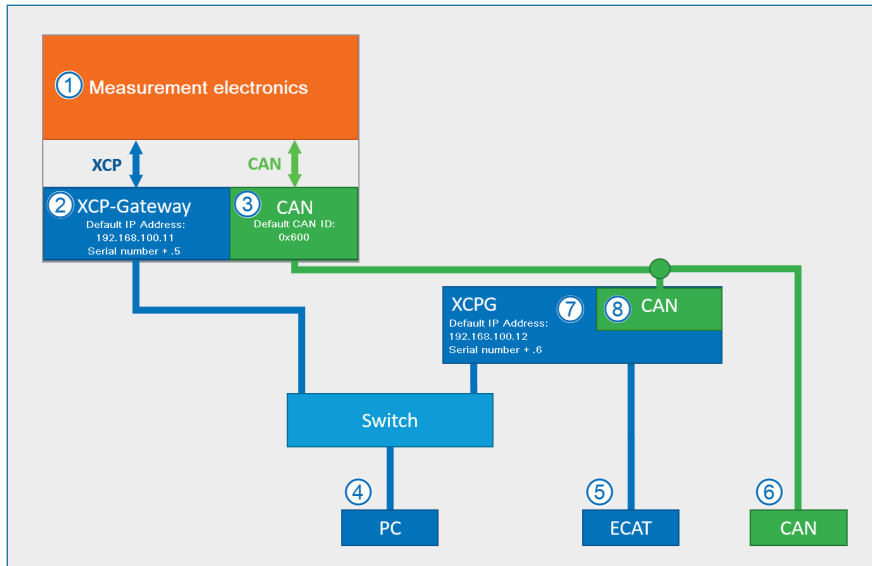 ① Measurement electronics
XCP
CAN
② XCP-Gateway
Default IP Address:
192.168.100.11
Serial number + .5
③ CAN
Default CAN ID:
0x600
XCPG ⑦
Default IP Address:
192.168.100.12
Serial number + .6
⑧ CAN
Switch
④
PC
⑤
ECAT
⑥
CAN